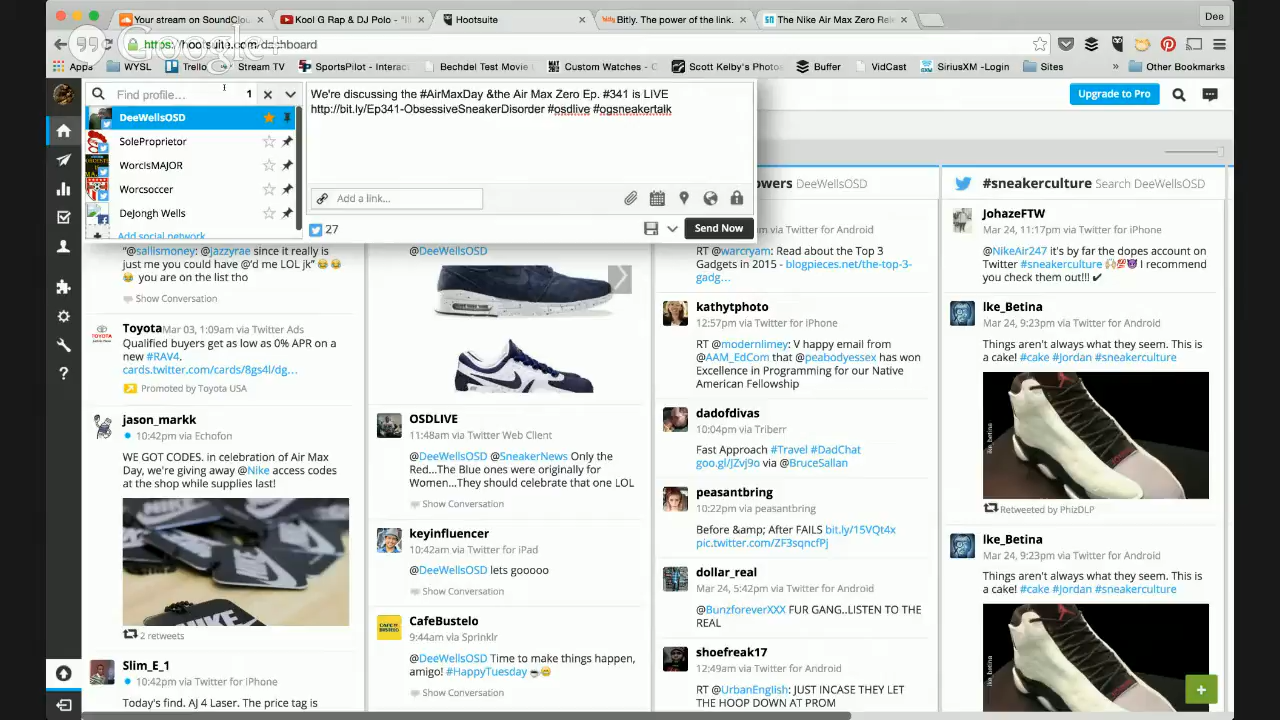 Your stream on SoundClou
Kool G Rap & DJ Polo - "Ill
Hootsuite
Bitly. The power of the link.
The Nike Air Max Zero Rele
Dee
https://hootsuite.com/dashboard
Google+
Apps
WYSL
Trello
Stream TV
SportsPilot - Interac
Bechdel Test Movie
Custom Watches -
Scott Kelby's Photo
Buffer
VidCast
SiriusXM - Home
Sites
Other Bookmarks
Find profile...
1
DeeWellsOSD
SoleProprietor
WorcIsMAJOR
Worcsoccer
DeJongh Wells
Add social network
We're discussing the #AirMaxDay &the Air Max Zero Ep. #341 is LIVE
http://bit.ly/Ep341-ObsessiveSneakerDisorder #osdlive #ogsneakertalk
Add a link...
27
Send Now
Upgrade to Pro
"@sallismoney: @jazzyrae since it really is
just me you could have @'d me LOL jk"
you are on the list tho
Show Conversation
Toyota Mar 03, 1:09am via Twitter Ads
Qualified buyers get as low as 0% APR on a
new #RAV4.
cards.twitter.com/cards/8gs4l/dg...
Promoted by Toyota USA
jason_markk
10:42pm via Echofon
WE GOT CODES. in celebration of Air Max
Day, we're giving away @Nike access codes
at the shop while supplies last!
2 retweets
Slim_E_1
10:42pm via Twitter for iPhone
Today's find. AJ 4 Laser. The price tag is
@DeeWellsOSD
OSDLIVE
11:48am via Twitter Web Client
@DeeWellsOSD @SneakerNews Only the
Red...The Blue ones were originally for
Women...They should celebrate that one LOL
Show Conversation
keyinfluencer
10:42am via Twitter for iPad
@DeeWellsOSD lets gooooo
Show Conversation
CafeBustelo
9:44am via Sprinklr
@DeeWellsOSD Time to make things happen,
amigo! #HappyTuesday
Show Conversation
owers DeeWellsOSD
via Twitter for Android
RT @warcryam: Read about the Top 3
Gadgets in 2015 - blogpieces.net/the-top-3-
gadg...
kathytphoto
12:57pm via Twitter for iPhone
RT @modernlimey: V happy email from
@AAM_EdCom that @peabodyessex has won
Excellence in Programming for our Native
American Fellowship
dadofdivas
10:04pm via Triberr
Fast Approach #Travel #DadChat
goo.gl/JZvj9o via @BruceSallan
peasantbring
10:22pm via peasantbring
Before &amp; After FAILS bit.ly/15VQt4x
pic.twitter.com/ZF3sqncfPj
dollar_real
Mar 24, 5:42pm via Twitter for Android
@BunzforeverXXX FUR GANG..LISTEN TO THE
REAL
shoefreak17
12:49am via Twitter for Android
RT @UrbanEnglish: JUST INCASE THEY LET
THE HOOP DOWN AT PROM
#sneakerculture Search DeeWellsOSD
JohazeFTW
Mar 24, 11:17pm via Twitter for iPhone
@NikeAir247 it's by far the dopes account on
Twitter #sneakerculture I recommend
you check them out!!!
Ike_Betina
Mar 24, 9:23pm via Twitter for Android
Things aren't always what they seem. This is
a cake! #cake #Jordan #sneakerculture
ike_betina
Retweeted by PhizDLP
Ike_Betina
Mar 24, 9:23pm via Twitter for Android
Things aren't always what they seem. This is
a cake! #cake #Jordan #sneakerculture
ike_betina